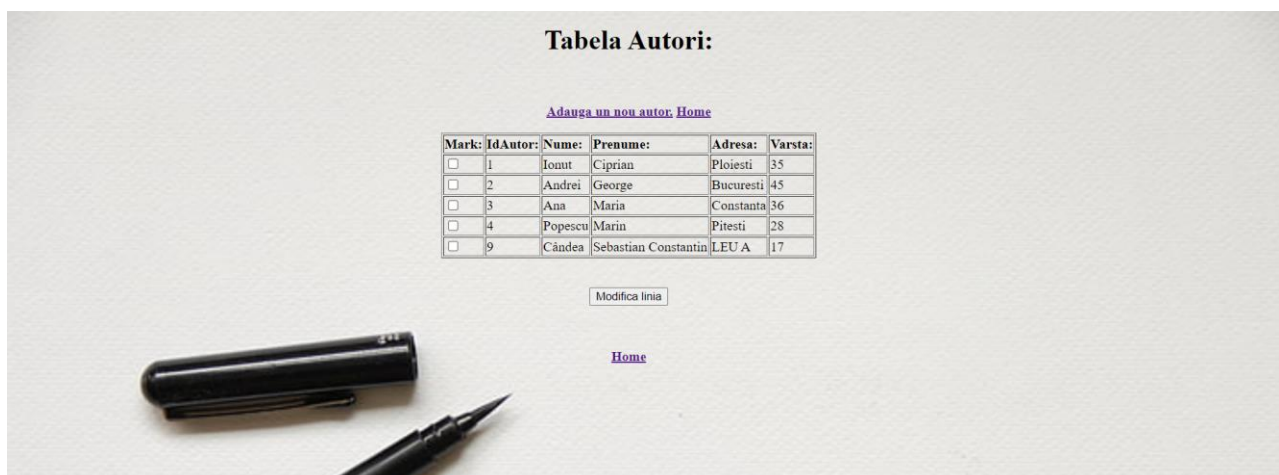 Tabela Autori:
Adauga un nou autor. Home
Mark: IdAutor: Nume: Prenume: Adresa: Varsta:
1 Ionut Ciprian Ploiesti 35
2 Andrei George Bucuresti 45
3 Ana Maria Constanta 36
4 Popescu Marin Pitesti 28
9 Cândea Sebastian Constantin LEU A 17
Modifica linia
Home